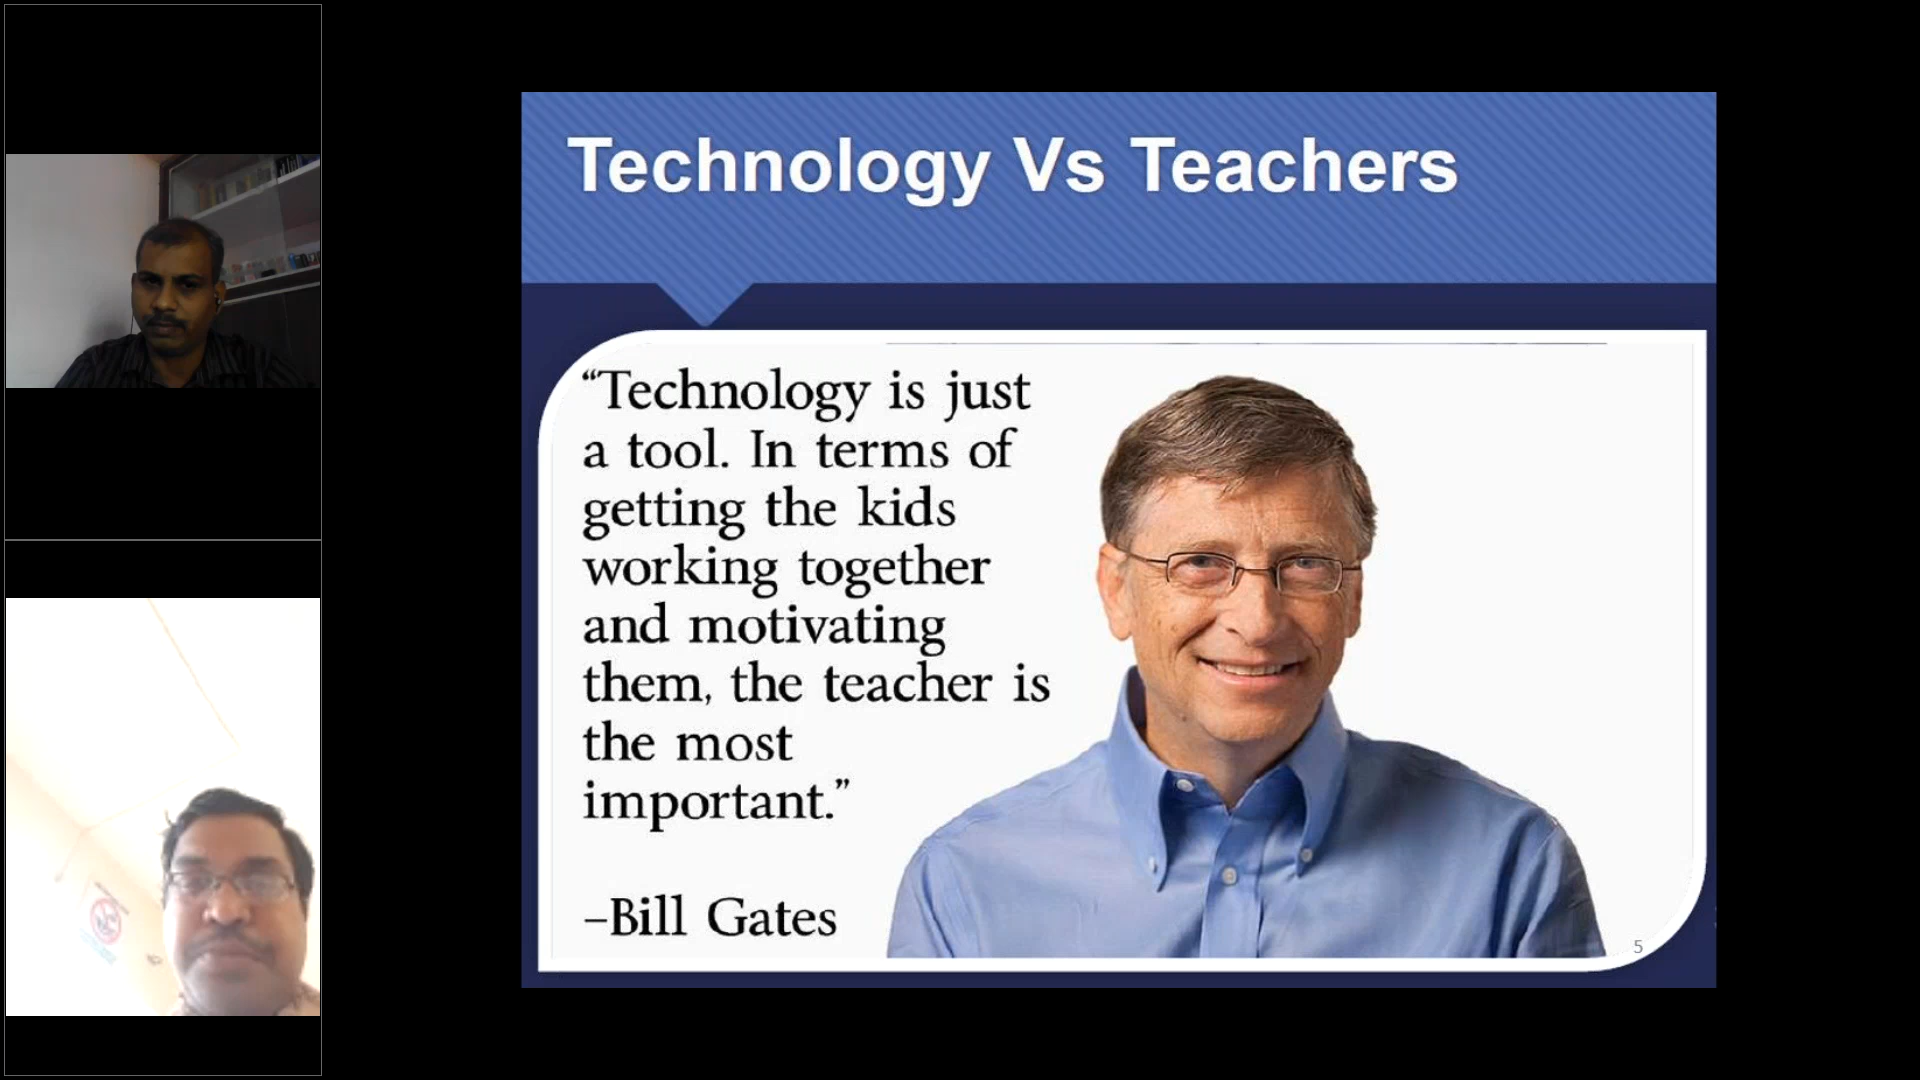 Technology Vs Teachers
“Technology is just
a tool. In terms of
getting the kids
working together
and motivating
them, the teacher is
the most
important.”
–Bill Gates
5